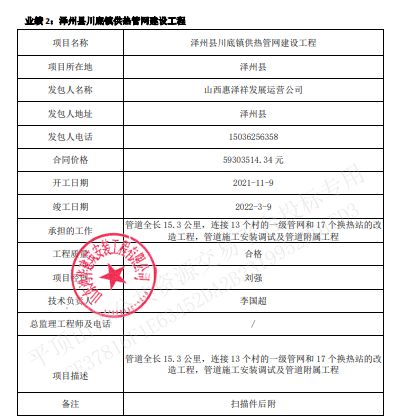 业绩 2：泽州县川底镇供热管网建设工程
项目名称 泽州县川底镇供热管网建设工程
项目所在地 泽州县
发包人名称 山西惠泽祥发展运营公司
发包人地址 泽州县
发包人电话 15036256358
合同价格 59303514.34 元
开工日期 2021-11-9
竣工日期 2022-3-9
承担的工作 管道全长 15.3 公里，连接 13 个村的一级管网和 17 个换热站的改
造工程，管道施工安装调试及管道附属工程
工程质量 合格
项目经理 刘强
技术负责人 李国超
总监理工程师及电话 /
项目描述 管道全长 15.3 公里，连接 13 个村的一级管网和 17 个换热站的改
造工程，管道施工安装调试及管道附属工程
备注 扫描件后附